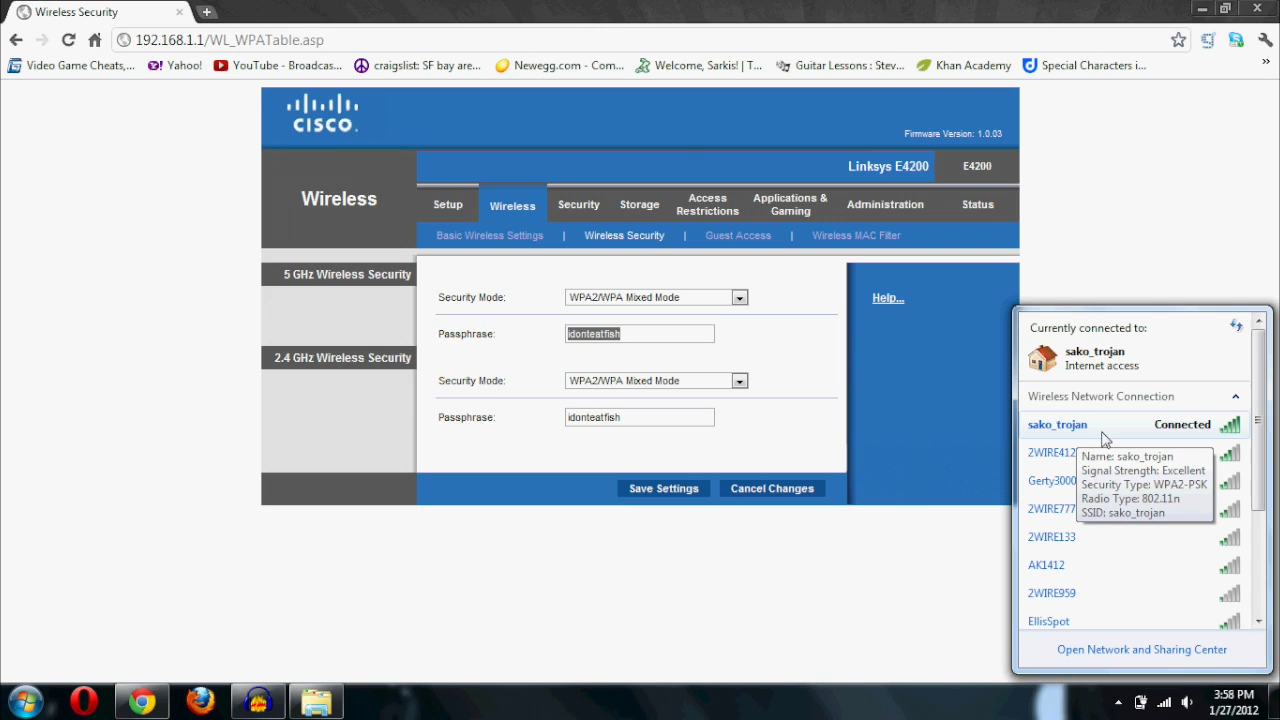 Wireless Security
192.168.1.1/WL_WPATable.asp
Video Game Cheats,... Yahoo! YouTube - Broadcas... craigslist: SF bay are... Newegg.com - Com... Welcome, Sarkis! | T... Guitar Lessons : Stev... Khan Academy Special Characters i... »
CISCO.
Firmware Version: 1.0.03
Linksys E4200 E4200
Wireless
Setup Wireless Security Storage Access Restrictions Applications & Gaming Administration Status
Basic Wireless Settings | Wireless Security | Guest Access | Wireless MAC Filter
5 GHz Wireless Security
Security Mode: WPA2/WPA Mixed Mode
Help...
Passphrase: idonteatfish
2.4 GHz Wireless Security
Security Mode: WPA2/WPA Mixed Mode
Passphrase: idonteatfish
Save Settings Cancel Changes
Currently connected to:
sako_trojan
Internet access
Wireless Network Connection
sako_trojan Connected
2WIRE412
Gerty3000
2WIRE777
2WIRE133
AK1412
2WIRE959
EllisSpot
Name: sako_trojan
Signal Strength: Excellent
Security Type: WPA2-PSK
Radio Type: 802.11n
SSID: sako_trojan
Open Network and Sharing Center
3:58 PM
1/27/2012